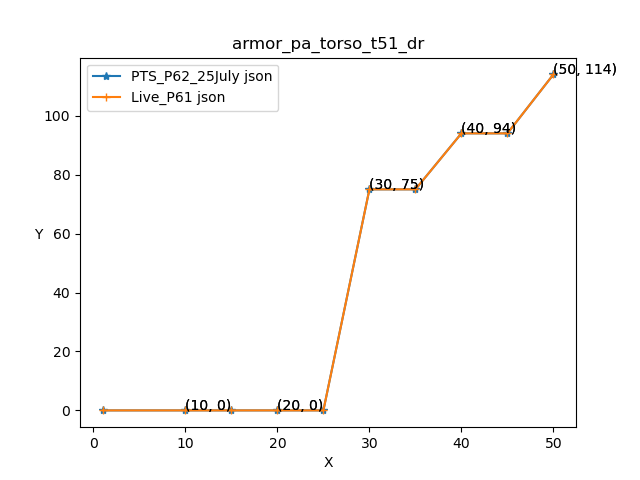 armor_pa_torso_t51_dr
PTS_P62_25July json
Live_P61 json
(50, 114)
(40, 94)
(30, 75)
(10, 0)
(20, 0)
Y
100
80
60
40
20
0
0 10 20 30 40 50
X